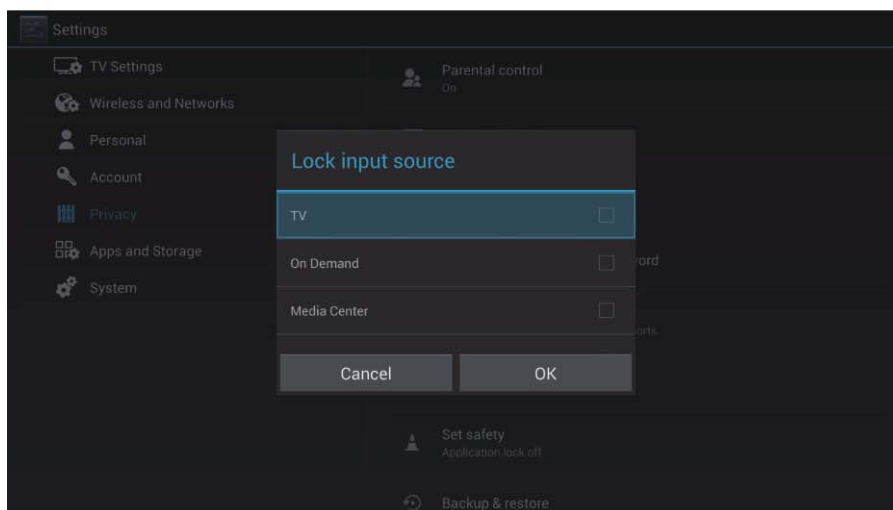 Settings
TV Settings
Wireless and Networks
Personal
Account
Privacy
Apps and Storage
System
Parental control
On
Lock input source
TV
On Demand
Media Center
Cancel
OK
ord
orts
Set safety
Application lock off
Backup & restore